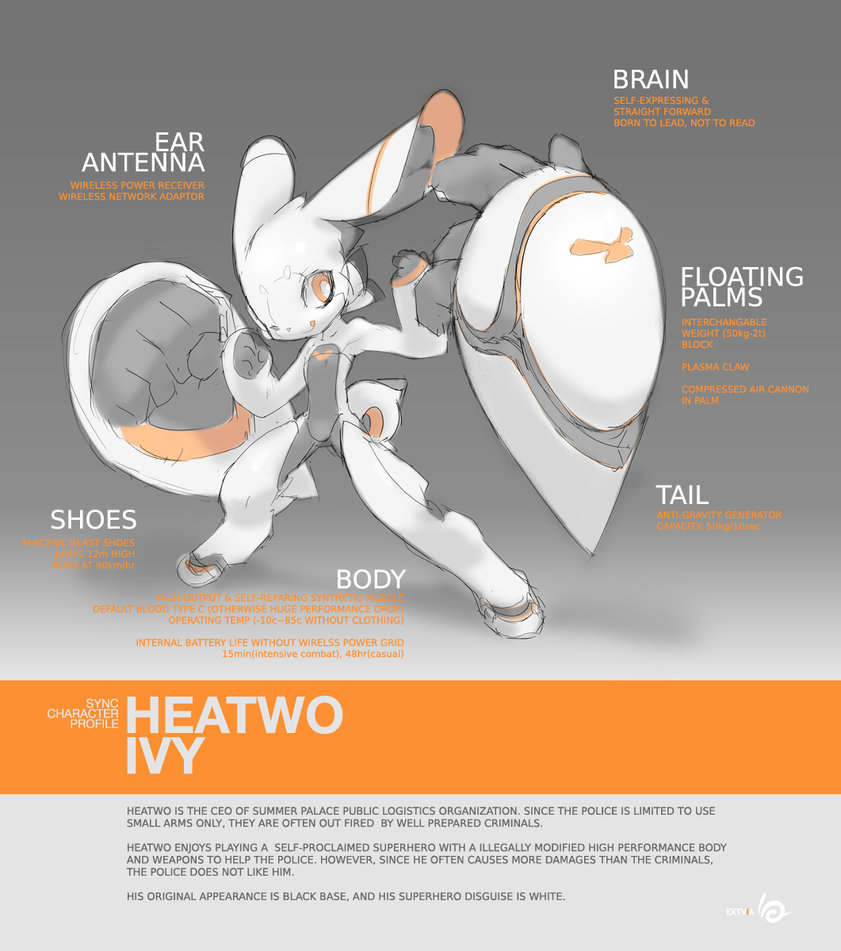 BRAIN
SELF-EXPRESSING &
STRAIGHT FORWARD
BORN TO LEAD, NOT TO READ
EAR
ANTENNA
WIRELESS POWER RECEIVER
WIRELESS NETWORK ADAPTOR
FLOATING
PALMS
INTERCHANGABLE
WEIGHT (50kg-2t)
BLOCK
PLASMA CLAW
COMPRESSED AIR CANNON
IN PALM
TAIL
ANTI-GRAVITY GENERATOR
CAPACITY: 50kg/10sec
SHOES
ELECTRIC BLAST SHOES
JUMPS 12m HIGH
RUNS AT 90km/hr
BODY
HIGH OUTPUT & SELF-REPARING SYNTHETIC MUSCLE
DEFAULT BLOOD TYPE C (OTHERWISE HUGE PERFORMANCE DROP)
OPERATING TEMP (-10c~85c WITHOUT CLOTHING)
INTERNAL BATTERY LIFE WITHOUT WIRELSS POWER GRID
15min(intensive combat), 48hr(casual)
SYNC
CHARACTER
PROFILE
HEATWO
IVY
HEATWO IS THE CEO OF SUMMER PALACE PUBLIC LOGISTICS ORGANIZATION. SINCE THE POLICE IS LIMITED TO USE
SMALL ARMS ONLY, THEY ARE OFTEN OUT FIRED  BY WELL PREPARED CRIMINALS.
HEATWO ENJOYS PLAYING A  SELF-PROCLAIMED SUPERHERO WITH A ILLEGALLY MODIFIED HIGH PERFORMANCE BODY
AND WEAPONS TO HELP THE POLICE. HOWEVER, SINCE HE OFTEN CAUSES MORE DAMAGES THAN THE CRIMINALS,
THE POLICE DOES NOT LIKE HIM.
HIS ORIGINAL APPEARANCE IS BLACK BASE, AND HIS SUPERHERO DISGUISE IS WHITE.
EXTVIA